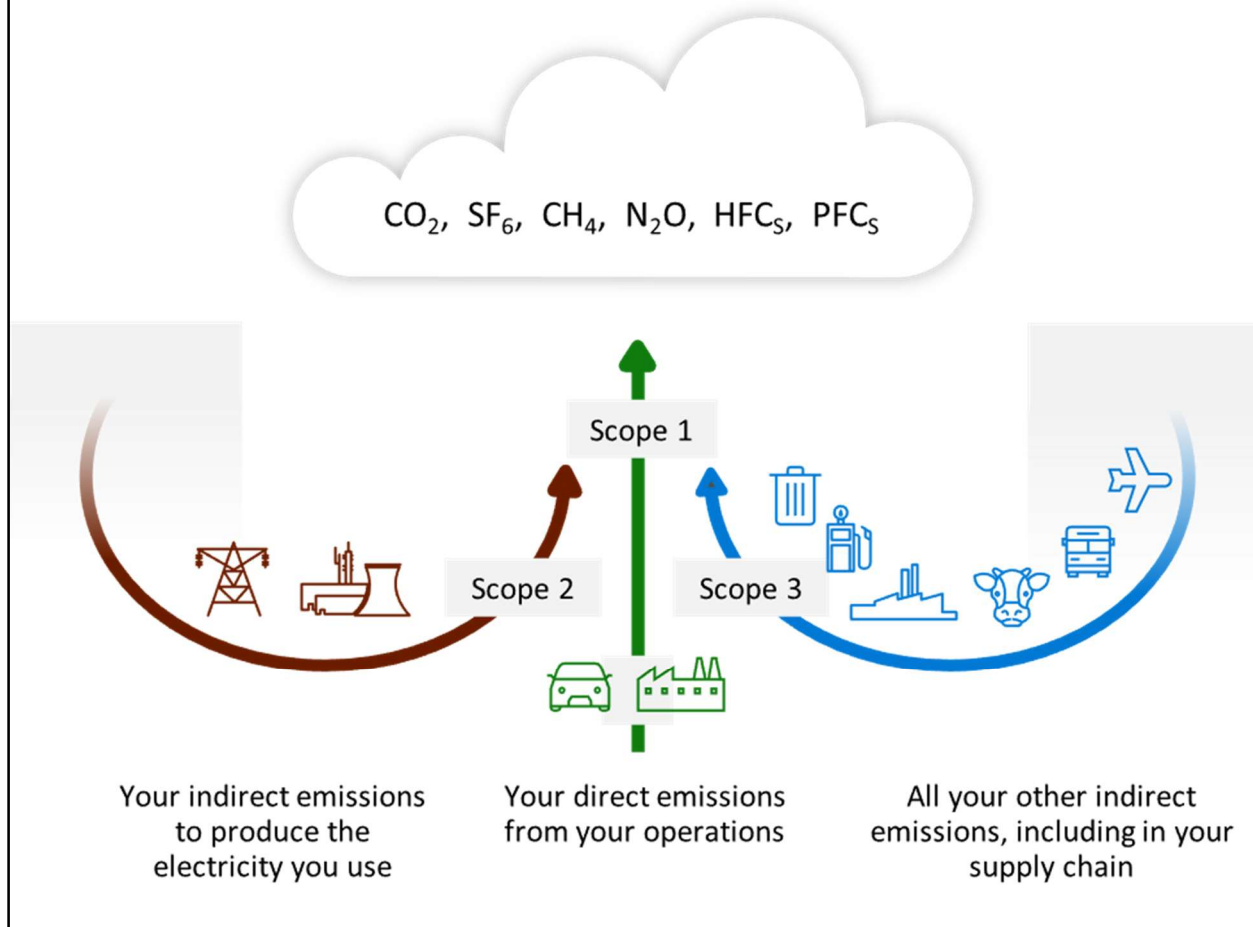 CO₂, SF₆, CH₄, N₂O, HFCₛ, PFCₛ
Scope 1
Scope 2
Scope 3
Your indirect emissions
to produce the
electricity you use
Your direct emissions
from your operations
All your other indirect
emissions, including in your
supply chain